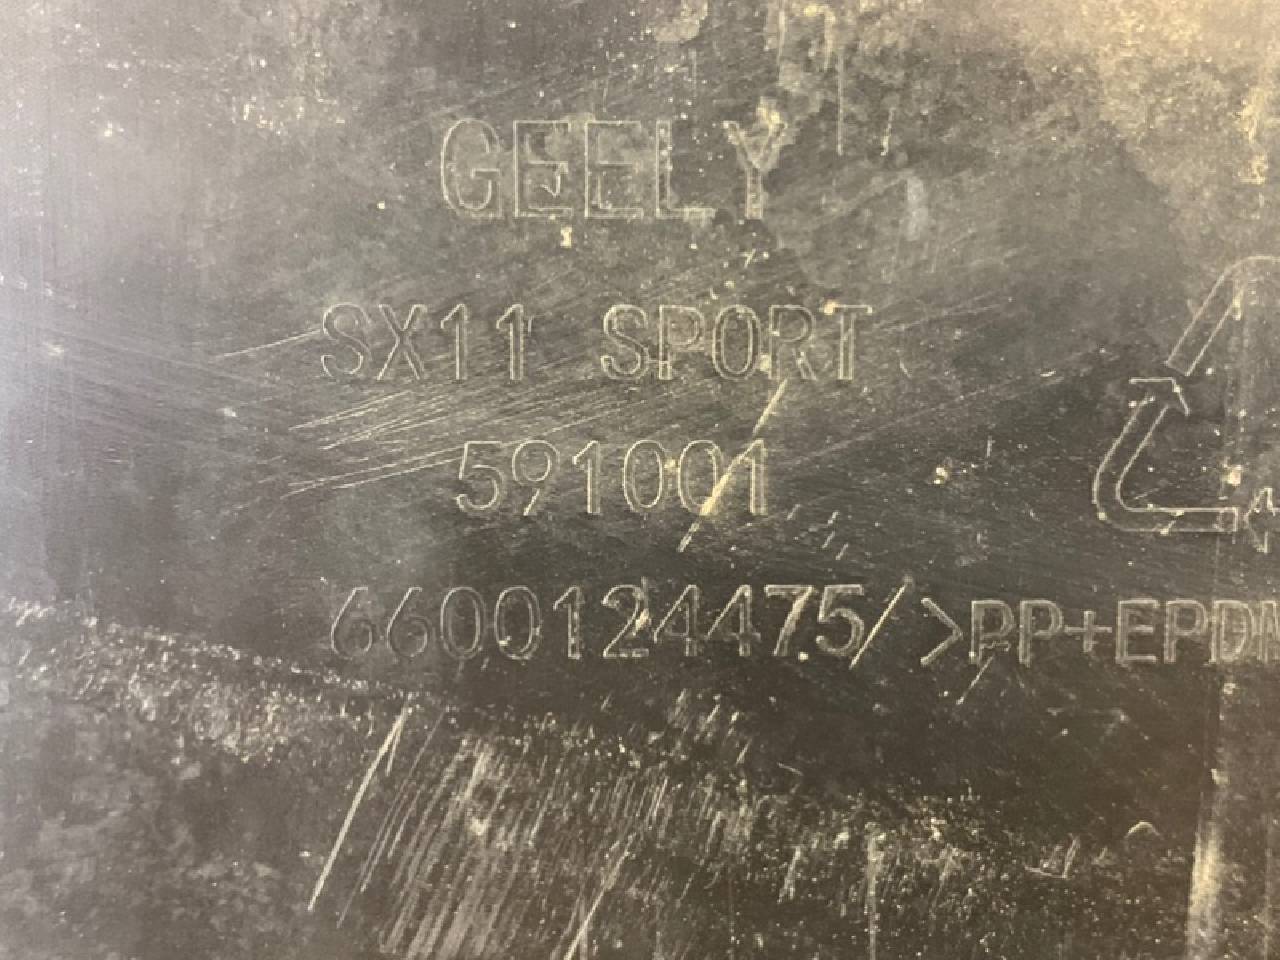 GEELY
SX11 SPORT
591001
6600124475/>PP+EPDM